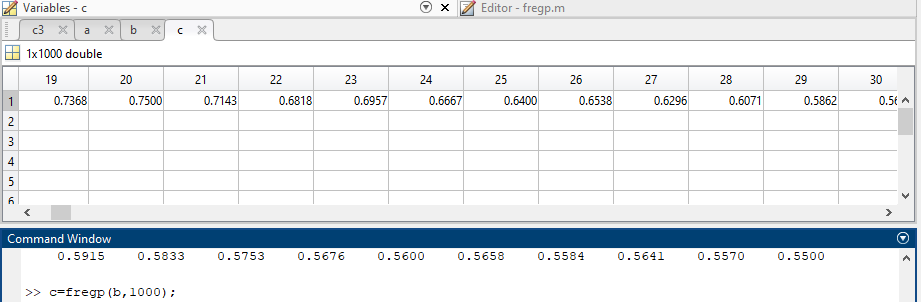 Variables - c Editor - fregp.m
c3 a b c
1x1000 double
19 20 21 22 23 24 25 26 27 28 29 30
1 0.7368 0.7500 0.7143 0.6818 0.6957 0.6667 0.6400 0.6538 0.6296 0.6071 0.5862 0.56
2
3
4
5
6
Command Window
0.5915 0.5833 0.5753 0.5676 0.5600 0.5658 0.5584 0.5641 0.5570 0.5500
>> c=fregp(b,1000);